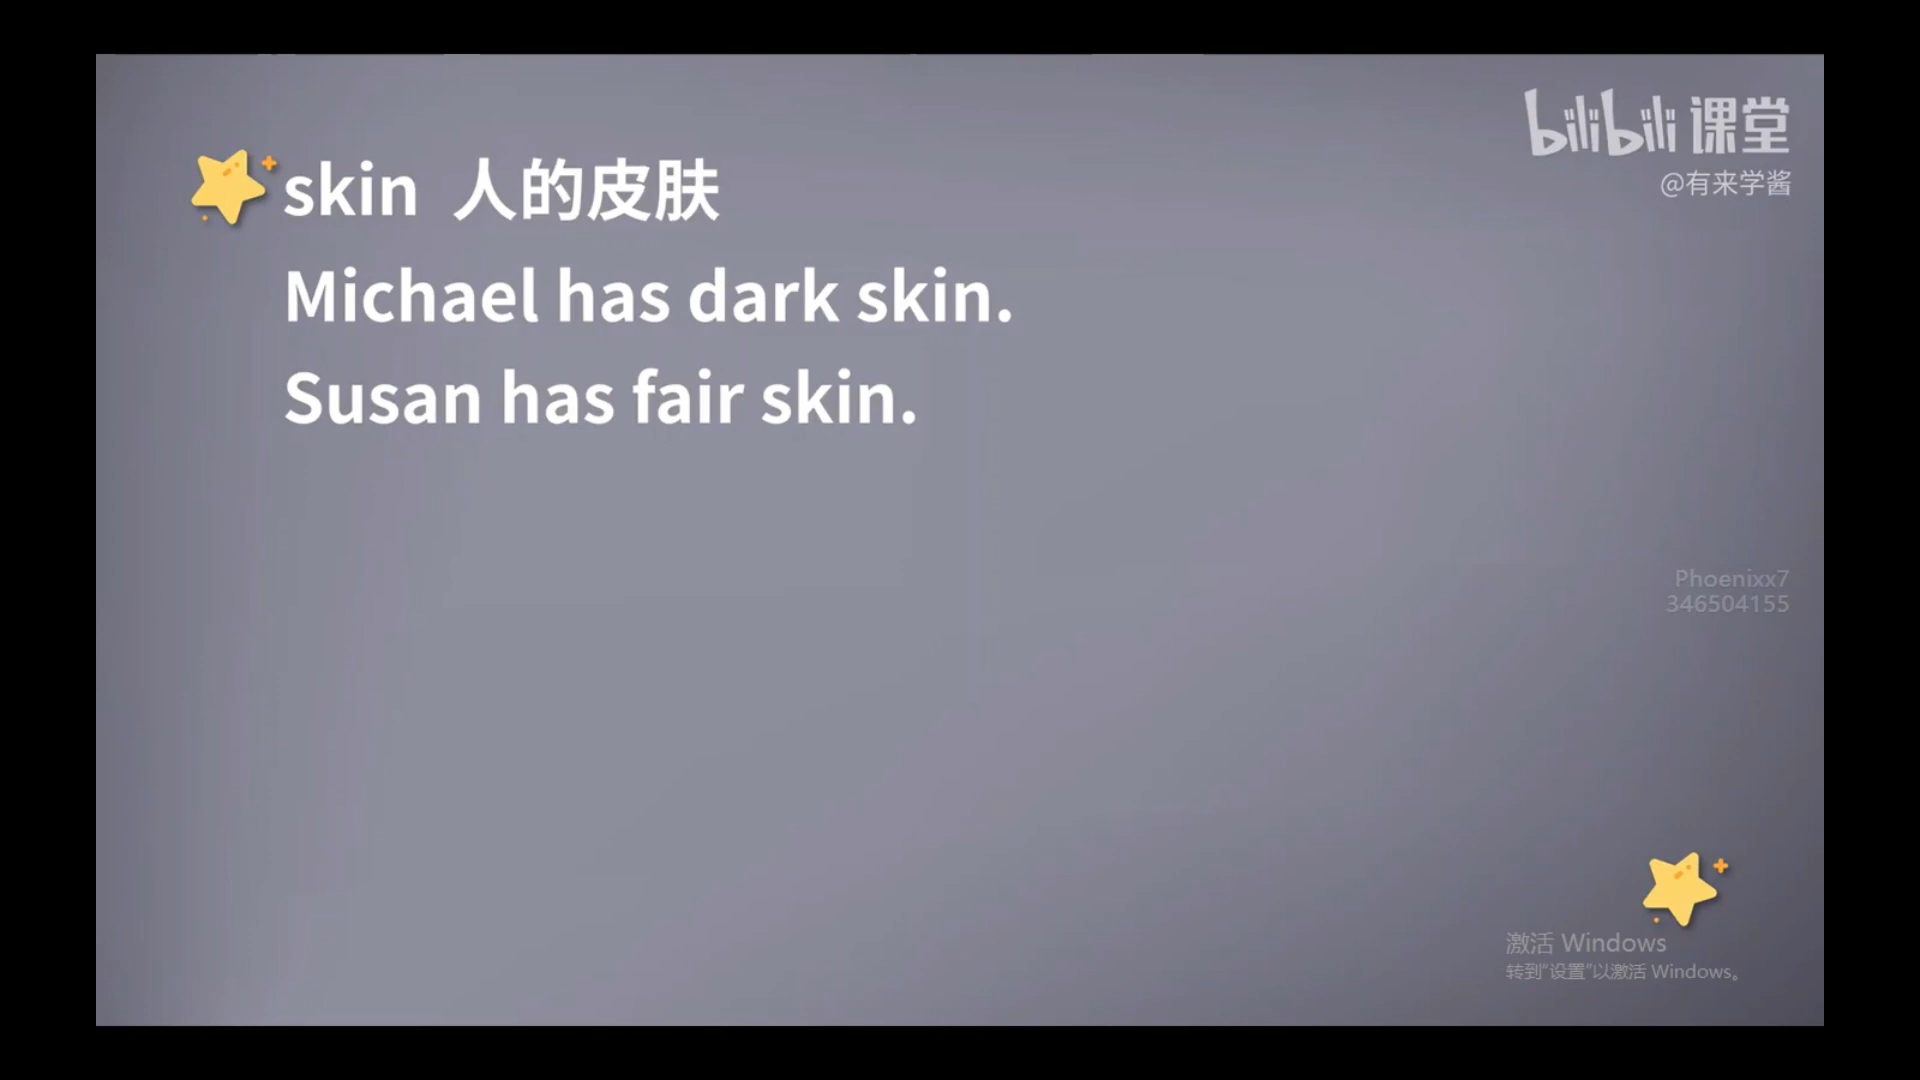 bilibili 课堂
@有来学酱
skin 人的皮肤
Michael has dark skin.
Susan has fair skin.
Phoenixx7
346504155
激活 Windows
转到“设置”以激活 Windows。